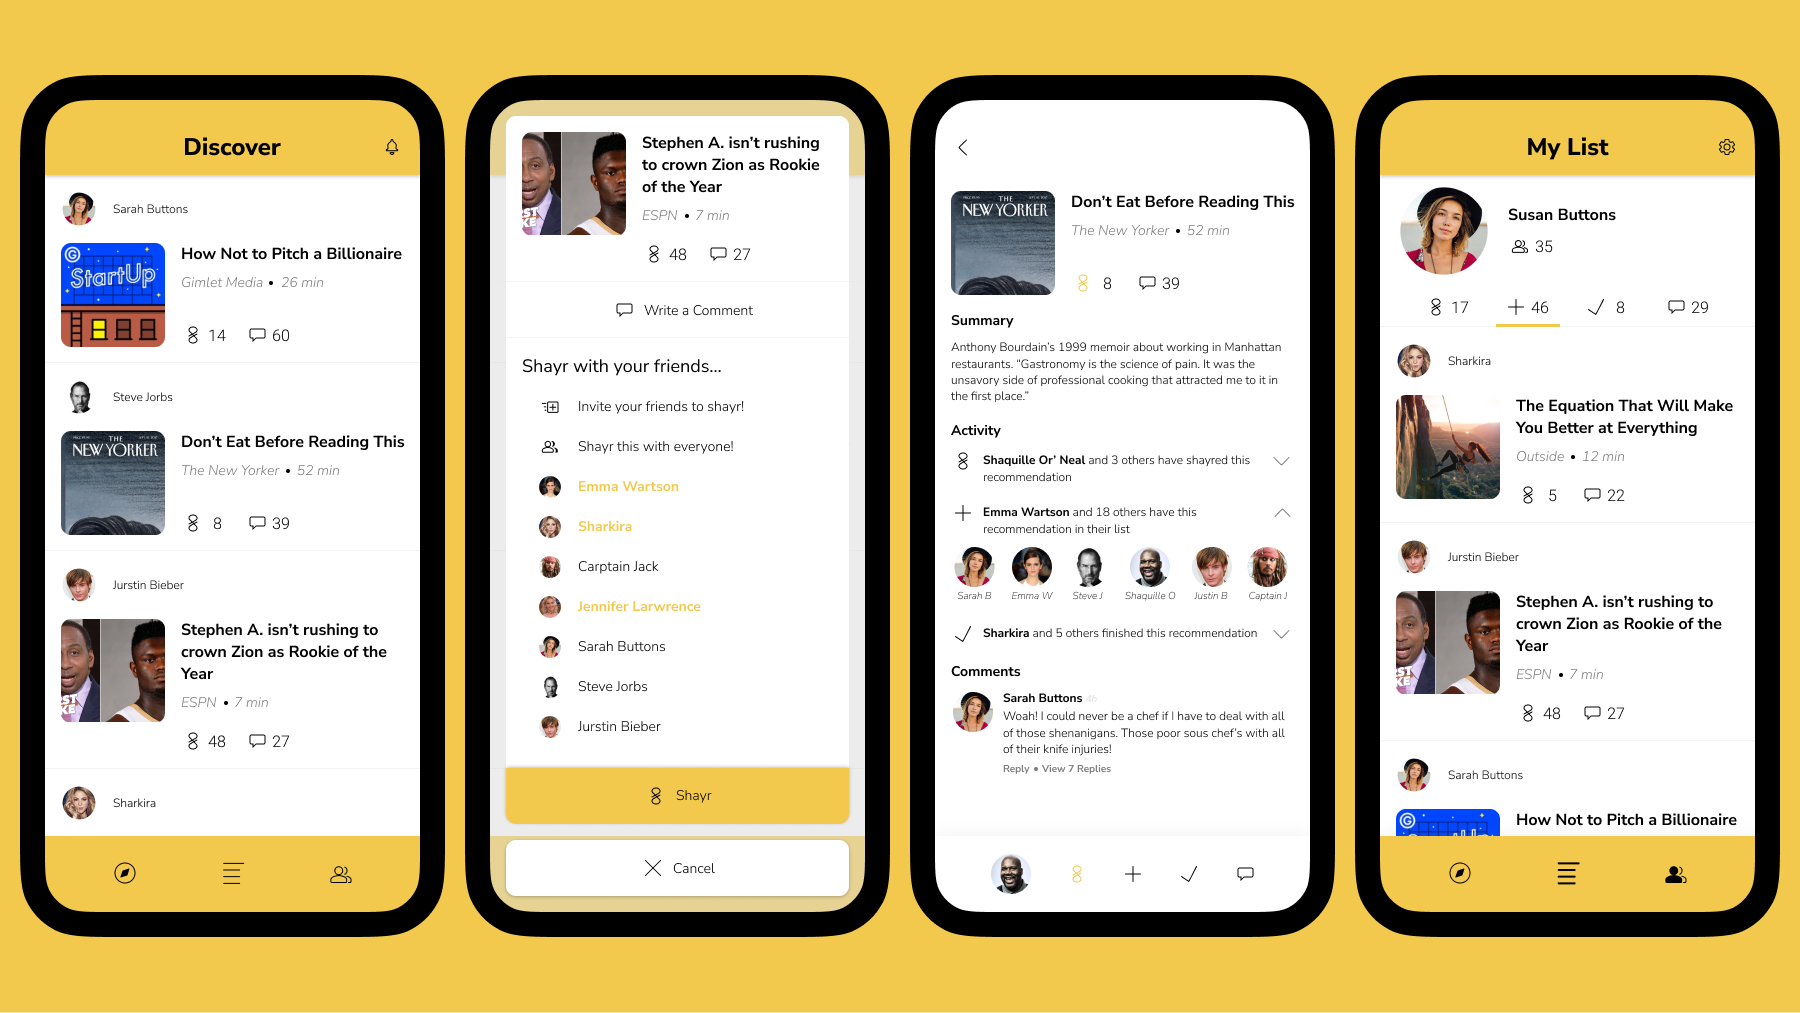 Discover
Sarah Buttons
StartUp
How Not to Pitch a Billionaire
Gimlet Media • 26 min
14
60
Steve Jorbs
THE
NEW YORKER
Don't Eat Before Reading This
The New Yorker • 52 min
8
39
Jurstin Bieber
Stephen A. isn't rushing to
crown Zion as Rookie of the
Year
ESPN • 7 min
48
27
Sharkira
Stephen A. isn't rushing
to crown Zion as Rookie
of the Year
ESPN • 7 min
48
27
Write a Comment
Shayr with your friends...
Invite your friends to shayr!
Shayr this with everyone!
Emma Wartson
Sharkira
Carptain Jack
Jennifer Larwrence
Sarah Buttons
Steve Jorbs
Jurstin Bieber
Shayr
Cancel
THE
NEW YORKER
Don't Eat Before Reading This
The New Yorker • 52 min
8
39
Summary
Anthony Bourdain's 1999 memoir about working in Manhattan
restaurants. "Gastronomy is the science of pain. It was the
unsavory side of professional cooking that attracted me to it in
the first place."
Activity
Shaquille Or' Neal and 3 others have shayred this
recommendation
Emma Wartson and 18 others have this
recommendation in their list
Sarah B
Emma W
Steve J
Shaquille O
Justin B
Captain J
Sharkira and 5 others finished this recommendation
Comments
Sarah Buttons 4h
Woah! I could never be a chef if I have to deal with all
of those shenanigans. Those poor sous chef's with all
of their knife injuries!
Reply • View 7 Replies
My List
Susan Buttons
35
17
46
8
29
Sharkira
The Equation That Will Make
You Better at Everything
Outside • 12 min
5
22
Jurstin Bieber
Stephen A. isn't rushing to
crown Zion as Rookie of the
Year
ESPN • 7 min
48
27
Sarah Buttons
How Not to Pitch a Billionaire